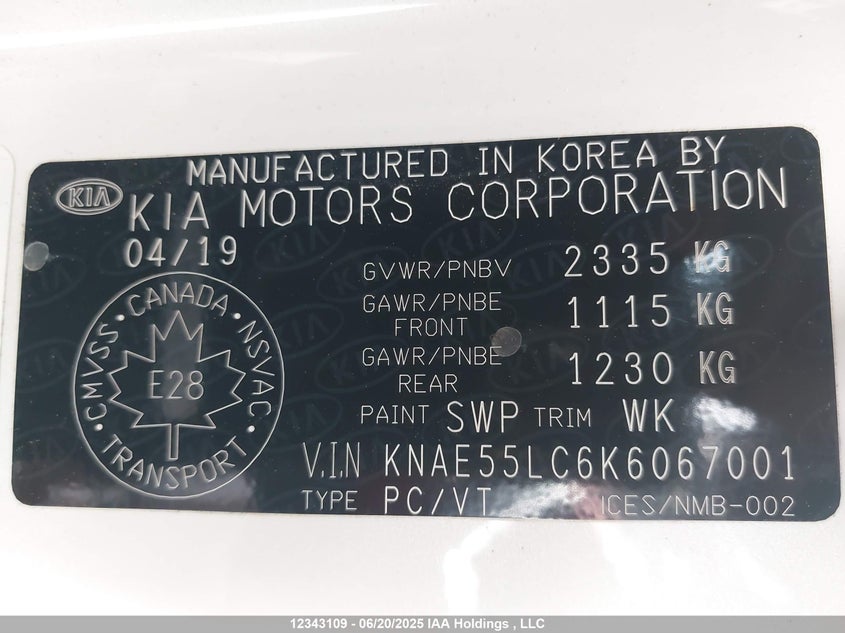 MANUFACTURED IN KOREA BY
KIA KIA MOTORS CORPORATION
04/19
GVWR/PNBV 2335 KG
GAWR/PNBE FRONT 1115 KG
GAWR/PNBE REAR 1230 KG
PAINT SWP TRIM WK
V.I.N KNAE55LC6K6067001
TYPE PC/VT ICES/NMB-002
CANADA
CMVSS · NSVAC
E28
TRANSPORT
12343109 - 06/20/2025 IAA Holdings , LLC